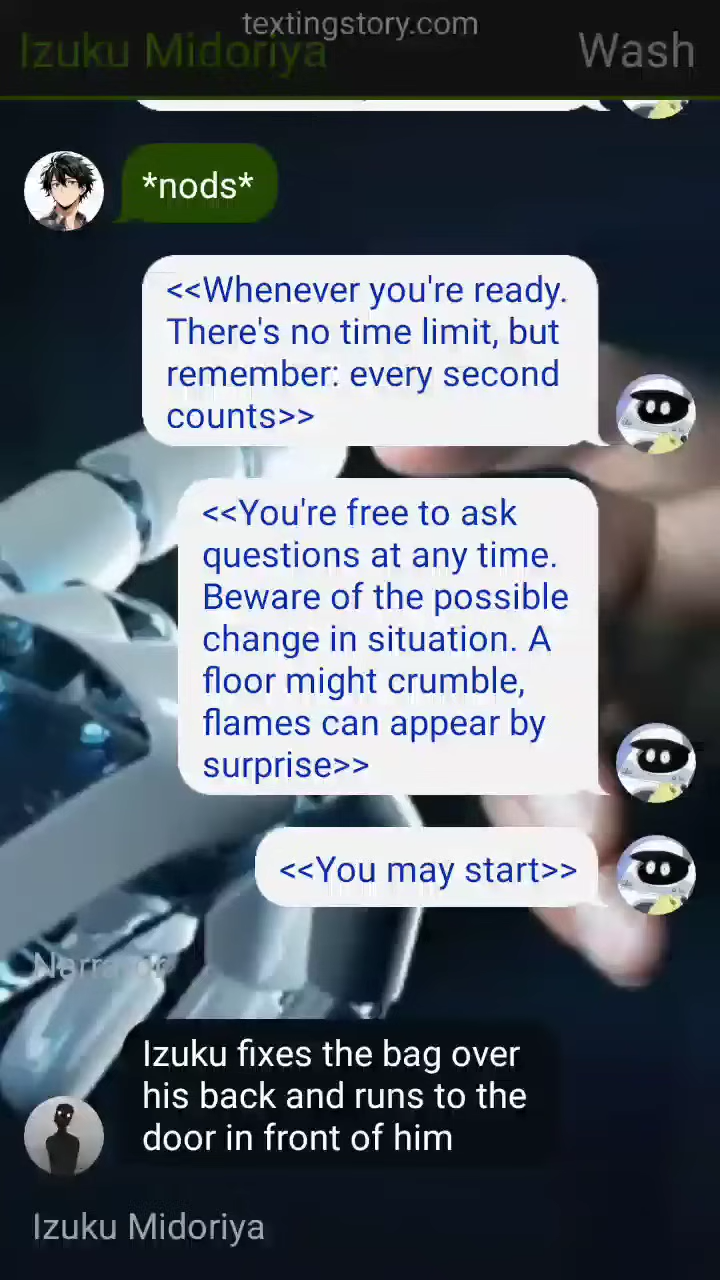 textingstory.com
Izuku Midoriya
Wash
*nods*
<<Whenever you're ready.
There's no time limit, but
remember: every second
counts>>
<<You're free to ask
questions at any time.
Beware of the possible
change in situation. A
floor might crumble,
flames can appear by
surprise>>
<<You may start>>
Narrator
Izuku fixes the bag over
his back and runs to the
door in front of him
Izuku Midoriya